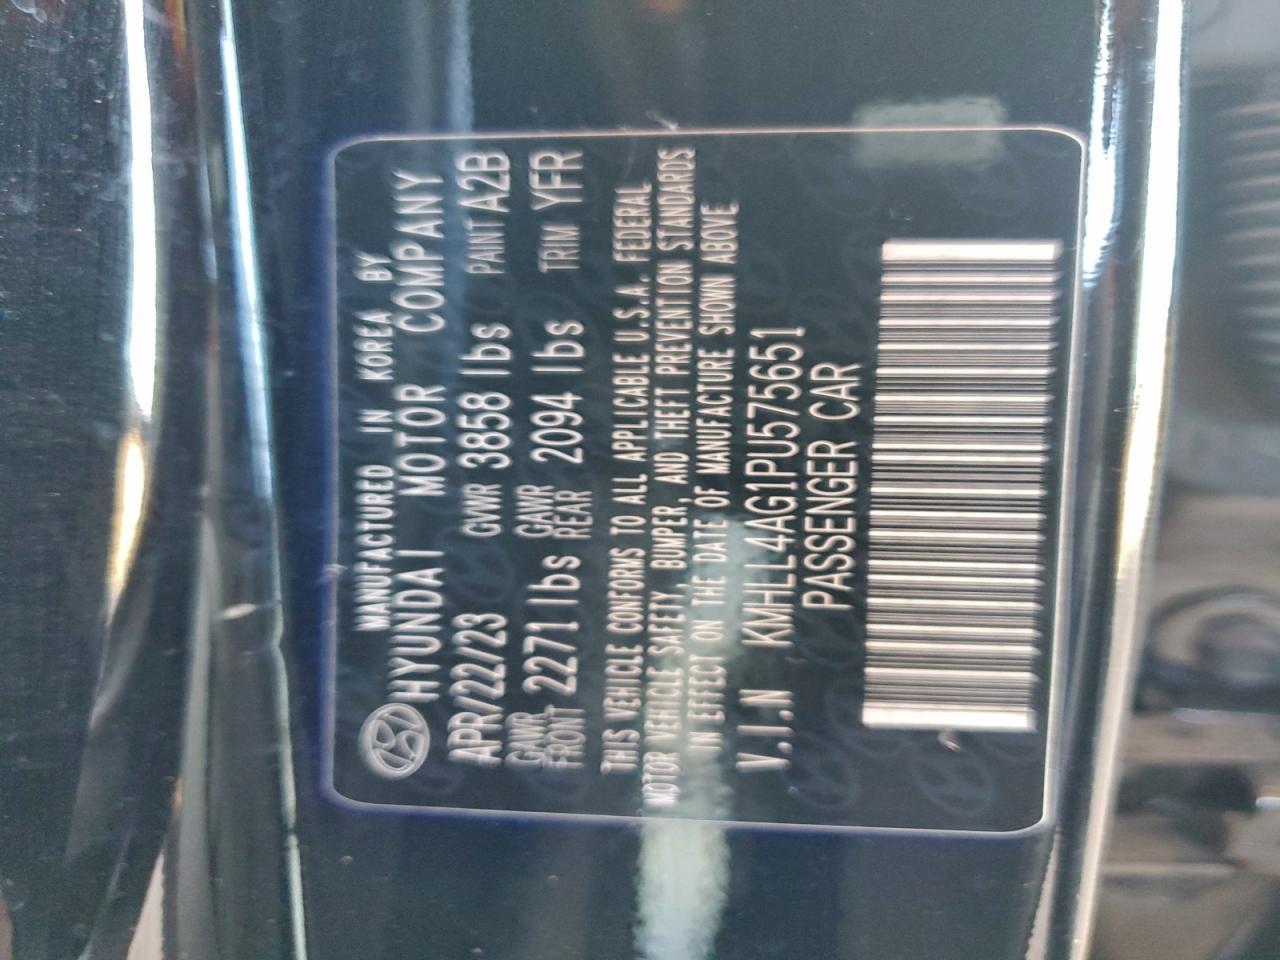 MANUFACTURED IN KOREA BY
HYUNDAI MOTOR COMPANY
APR/22/23 GVWR 3858 lbs PAINT A2B
GAWR FRONT 2271 lbs GAWR REAR 2094 lbs TRIM YFR
THIS VEHICLE CONFORMS TO ALL APPLICABLE U.S.A. FEDERAL
MOTOR VEHICLE SAFETY, BUMPER, AND THEFT PREVENTION STANDARDS
IN EFFECT ON THE DATE OF MANUFACTURE SHOWN ABOVE
V.I.N KMHLL4AG1PU575651
PASSENGER CAR